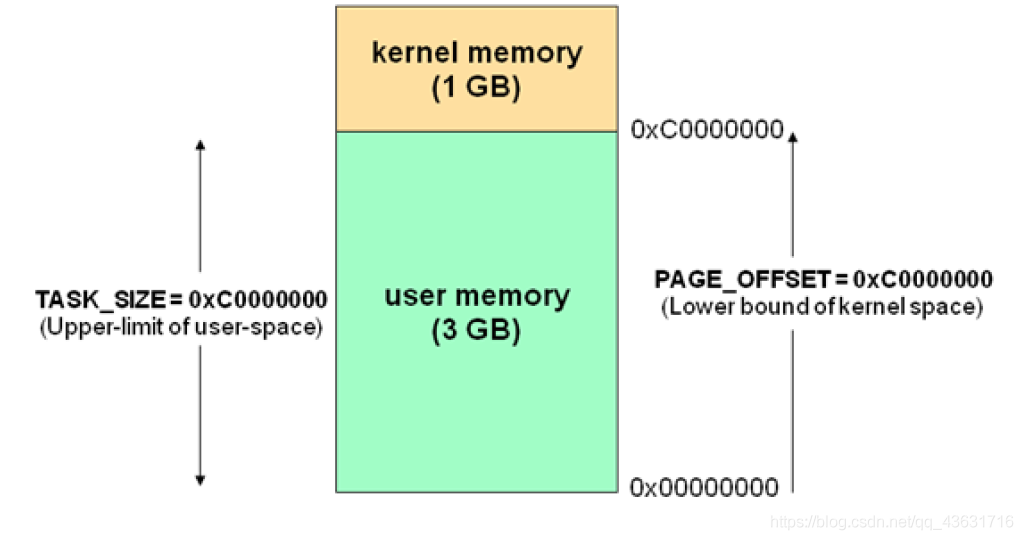 kernel memory
(1 GB)
0xC0000000
TASK_SIZE = 0xC0000000
(Upper-limit of user-space)
user memory
(3 GB)
PAGE_OFFSET = 0xC0000000
(Lower bound of kernel space)
0x00000000
https://blog.csdn.net/qq_43631716